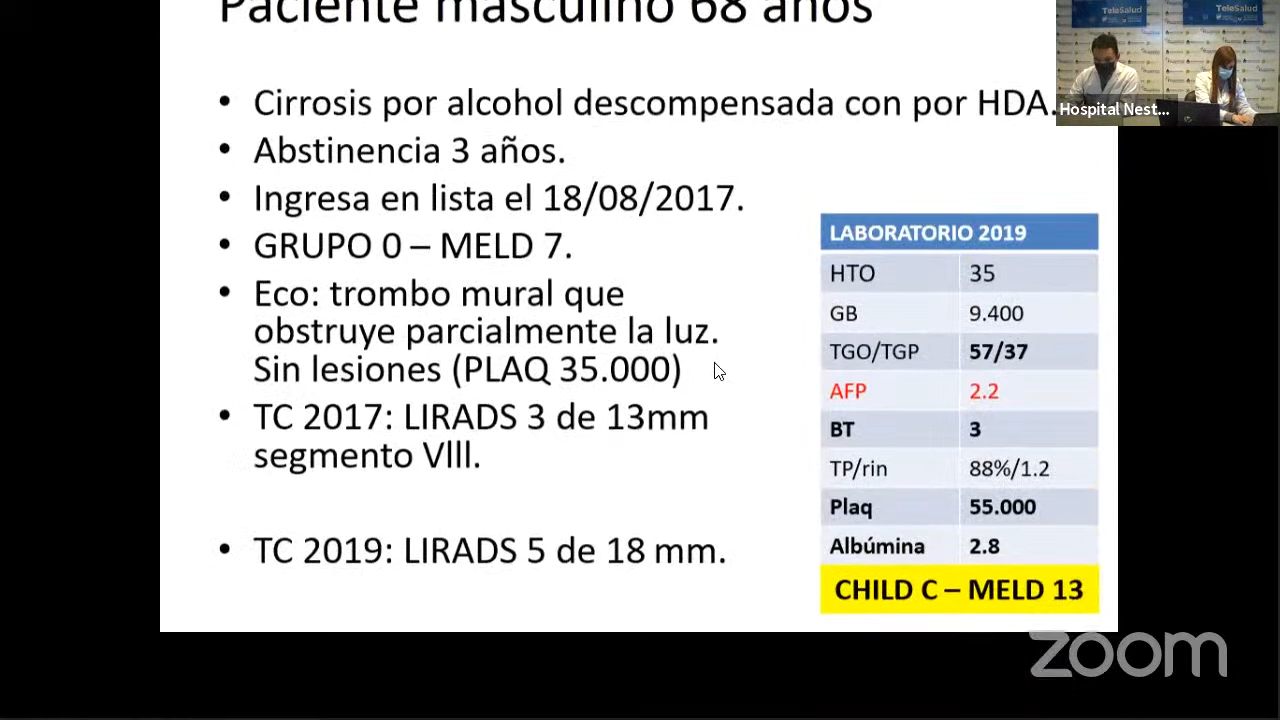 Paciente masculino 68 años
TeleSalud
TeleSalud
Hospital Nest...
• Cirrosis por alcohol descompensada con por HDA.
• Abstinencia 3 años.
• Ingresa en lista el 18/08/2017.
• GRUPO 0 – MELD 7.
• Eco: trombo mural que
obstruye parcialmente la luz.
Sin lesiones (PLAQ 35.000)
• TC 2017: LIRADS 3 de 13mm
segmento Vlll.
• TC 2019: LIRADS 5 de 18 mm.
LABORATORIO 2019
HTO 35
GB 9.400
TGO/TGP 57/37
AFP 2.2
BT 3
TP/rin 88%/1.2
Plaq 55.000
Albúmina 2.8
CHILD C – MELD 13
zoom